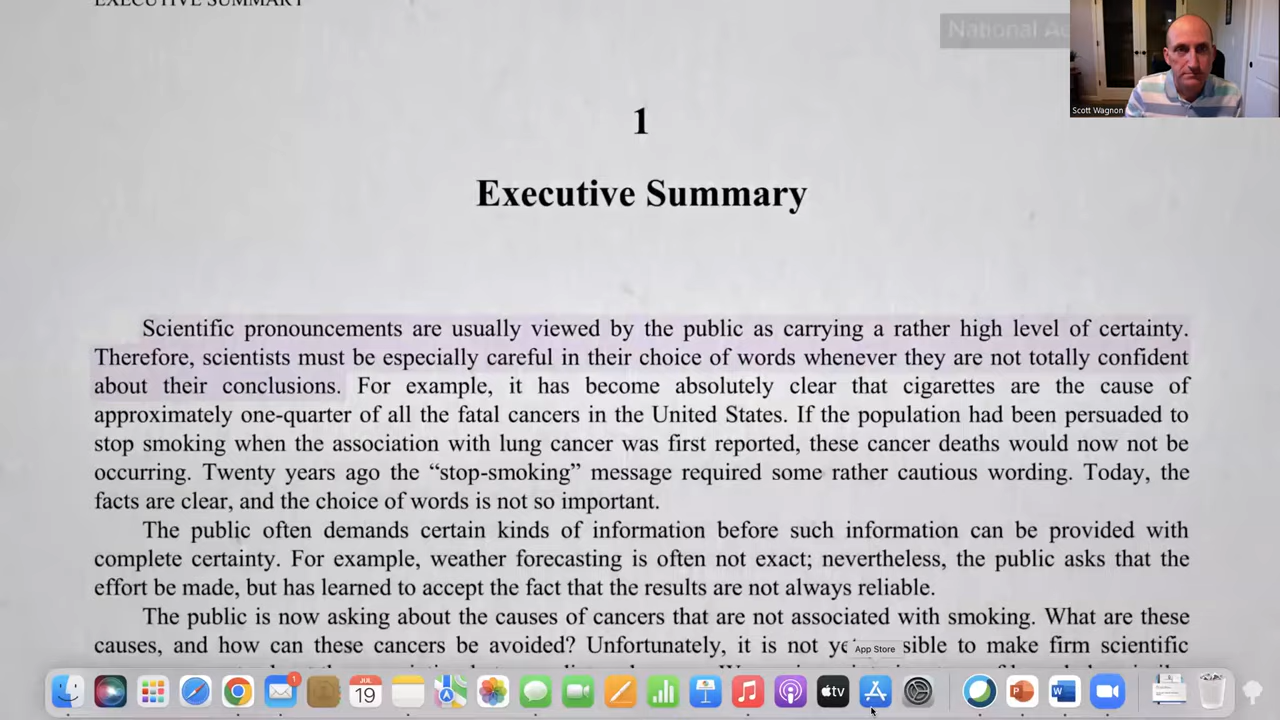 EXECUTIVE SUMMARY
National Ac
Scott Wagnon
1
Executive Summary
Scientific pronouncements are usually viewed by the public as carrying a rather high level of certainty.
Therefore, scientists must be especially careful in their choice of words whenever they are not totally confident
about their conclusions. For example, it has become absolutely clear that cigarettes are the cause of
approximately one-quarter of all the fatal cancers in the United States. If the population had been persuaded to
stop smoking when the association with lung cancer was first reported, these cancer deaths would now not be
occurring. Twenty years ago the “stop-smoking” message required some rather cautious wording. Today, the
facts are clear, and the choice of words is not so important.
The public often demands certain kinds of information before such information can be provided with
complete certainty. For example, weather forecasting is often not exact; nevertheless, the public asks that the
effort be made, but has learned to accept the fact that the results are not always reliable.
The public is now asking about the causes of cancers that are not associated with smoking. What are these
causes, and how can these cancers be avoided? Unfortunately, it is not ye ssible to make firm scientific
App Store
JUL
19
1
tv
P
W